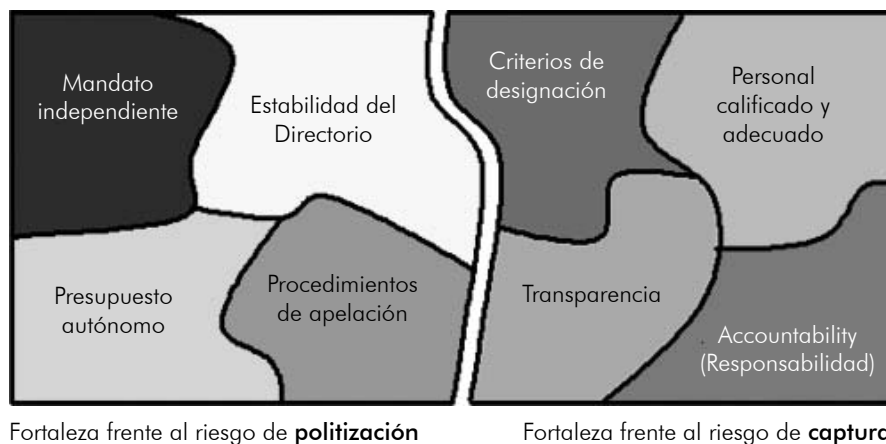 Mandato
independiente
Estabilidad del
Directorio
Criterios de
designación
Personal
calificado y
adecuado
Presupuesto
autónomo
Procedimientos
de apelación
Transparencia
Accountability
(Responsabilidad)
Fortaleza frente al riesgo de politización
Fortaleza frente al riesgo de captura